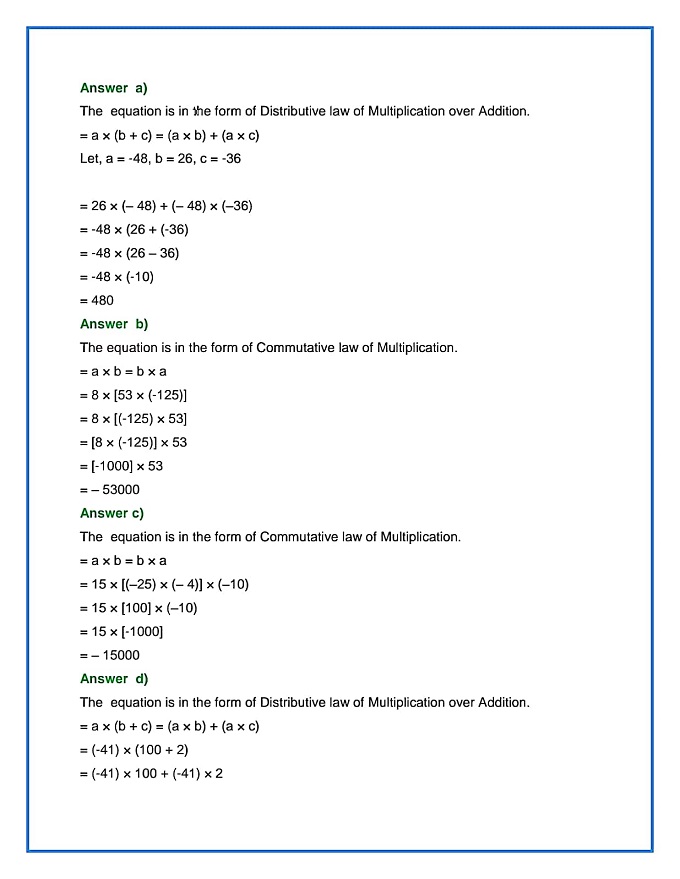 Answer  a)
The  equation is in the form of Distributive law of Multiplication over Addition.
= a × (b + c) = (a × b) + (a × c)
Let, a = -48, b = 26, c = -36
= 26 × (– 48) + (– 48) × (–36)
= -48 × (26 + (-36)
= -48 × (26 – 36)
= -48 × (-10)
= 480
Answer  b)
The equation is in the form of Commutative law of Multiplication.
= a × b = b × a
= 8 × [53 × (-125)]
= 8 × [(-125) × 53]
= [8 × (-125)] × 53
= [-1000] × 53
= – 53000
Answer c)
The  equation is in the form of Commutative law of Multiplication.
= a × b = b × a
= 15 × [(–25) × (– 4)] × (–10)
= 15 × [100] × (–10)
= 15 × [-1000]
= – 15000
Answer  d)
The  equation is in the form of Distributive law of Multiplication over Addition.
= a × (b + c) = (a × b) + (a × c)
= (-41) × (100 + 2)
= (-41) × 100 + (-41) × 2